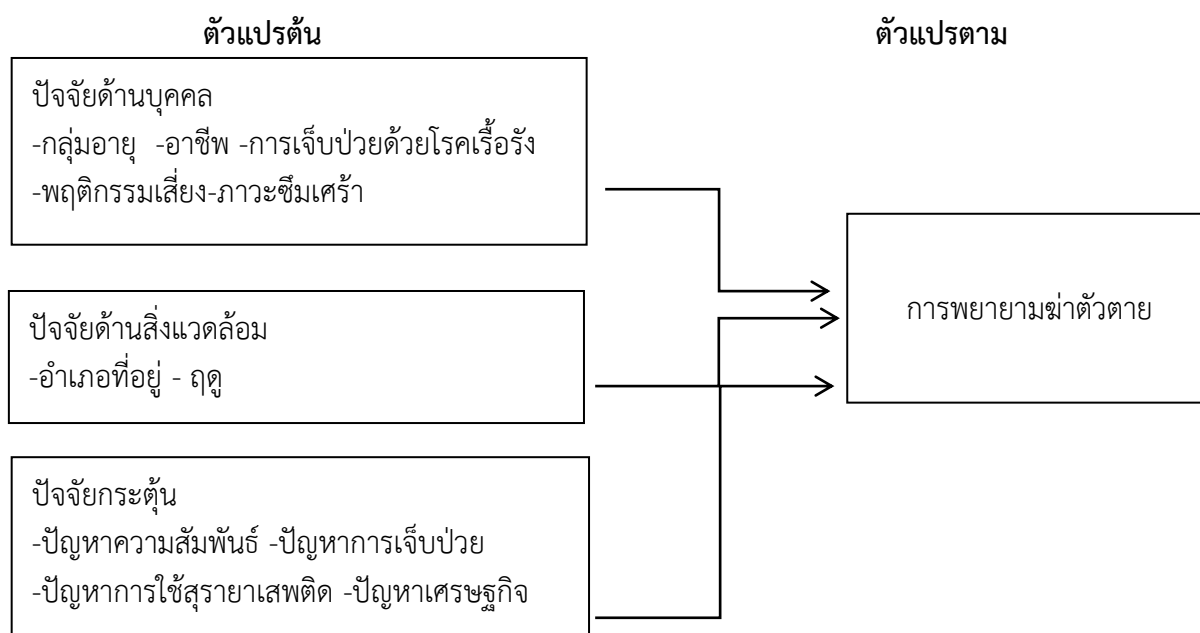 ตัวแปรต้น
ตัวแปรตาม
ปัจจัยด้านบุคคล
-กลุ่มอายุ -อาชีพ -การเจ็บป่วยด้วยโรคเรื้อรัง
-พฤติกรรมเสี่ยง-ภาวะซึมเศร้า
ปัจจัยด้านสิ่งแวดล้อม
-อำเภอที่อยู่ - ฤดู
ปัจจัยกระตุ้น
-ปัญหาความสัมพันธ์ -ปัญหาการเจ็บป่วย
-ปัญหาการใช้สุรายาเสพติด -ปัญหาเศรษฐกิจ
การพยายามฆ่าตัวตาย